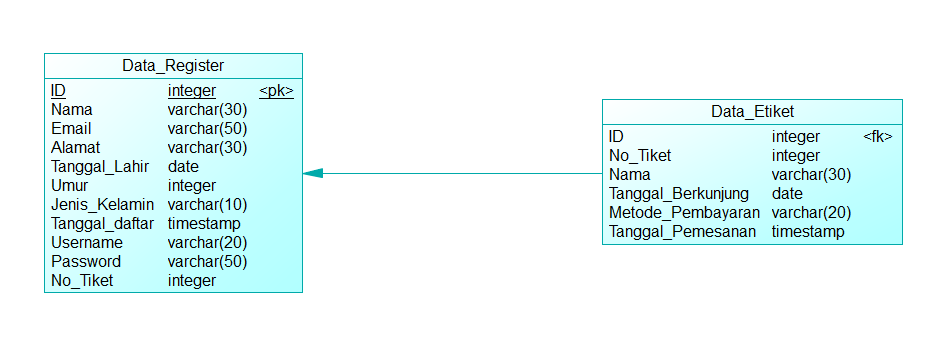 Data_Register
ID integer <pk>
Nama varchar(30)
Email varchar(50)
Alamat varchar(30)
Tanggal_Lahir date
Umur integer
Jenis_Kelamin varchar(10)
Tanggal_daftar timestamp
Username varchar(20)
Password varchar(50)
No_Tiket integer
Data_Etiket
ID integer <fk>
No_Tiket integer
Nama varchar(30)
Tanggal_Berkunjung date
Metode_Pembayaran varchar(20)
Tanggal_Pemesanan timestamp